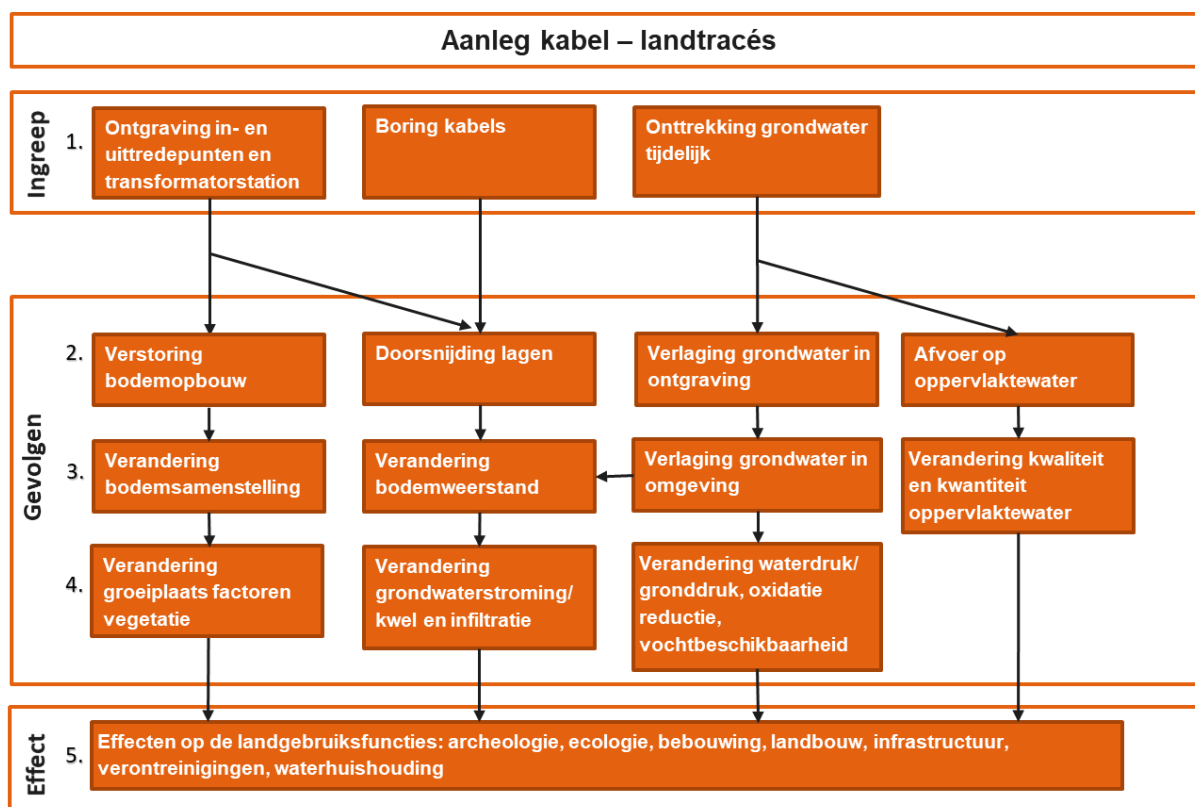 Aanleg kabel – landtracés
Ingreep
1.
Ontgraving in- en
uittredepunten en
transformatorstation
Boring kabels
Onttrekking grondwater
tijdelijk
Gevolgen
2.
Verstoring
bodemopbouw
Doorsnijding lagen
Verlaging grondwater in
ontgraving
Afvoer op
oppervlaktewater
3.
Verandering
bodemsamenstelling
Verandering
bodemweerstand
Verlaging grondwater in
omgeving
Verandering kwaliteit
en kwantiteit
oppervlaktewater
4.
Verandering
groeiplaats factoren
vegetatie
Verandering
grondwaterstroming/
kwel en infiltratie
Verandering waterdruk/
gronddruk, oxidatie
reductie,
vochtbeschikbaarheid
Effect
5.
Effecten op de landgebruiksfuncties: archeologie, ecologie, bebouwing, landbouw, infrastructuur,
verontreinigingen, waterhuishouding